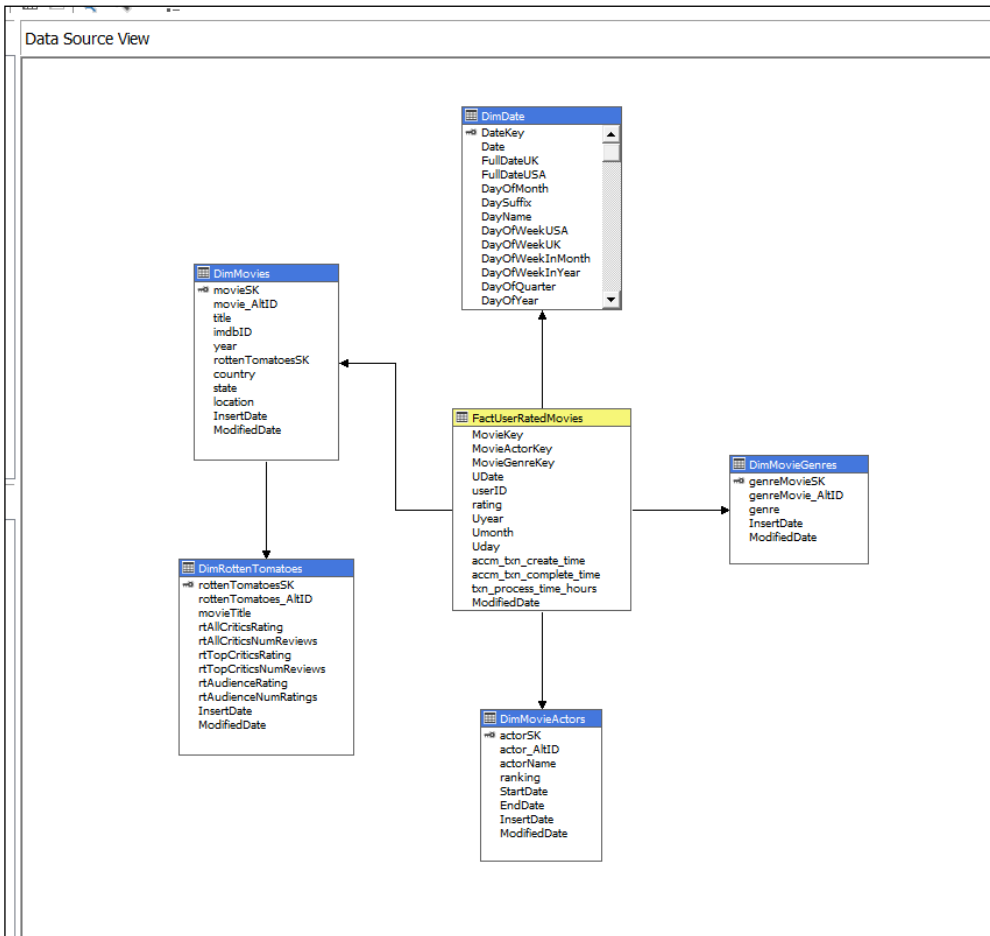 Data Source View
DimDate
DateKey
Date
FullDateUK
FullDateUSA
DayOfMonth
DaySuffix
DayName
DayOfWeekUSA
DayOfWeekUK
DayOfWeekInMonth
DayOfWeekInYear
DayOfQuarter
DayOfYear
DimMovies
movieSK
movie_AltID
title
imdbID
year
rottenTomatoesSK
country
state
location
InsertDate
ModifiedDate
FactUserRatedMovies
MovieKey
MovieActorKey
MovieGenreKey
UDate
userID
rating
Uyear
Umonth
Uday
accm_txn_create_time
accm_txn_complete_time
txn_process_time_hours
ModifiedDate
DimMovieGenres
genreMovieSK
genreMovie_AltID
genre
InsertDate
ModifiedDate
DimRottenTomatoes
rottenTomatoesSK
rottenTomatoes_AltID
movieTitle
rtAllCriticsRating
rtAllCriticsNumReviews
rtTopCriticsRating
rtTopCriticsNumReviews
rtAudienceRating
rtAudienceNumRatings
InsertDate
ModifiedDate
DimMovieActors
actorSK
actor_AltID
actorName
ranking
StartDate
EndDate
InsertDate
ModifiedDate